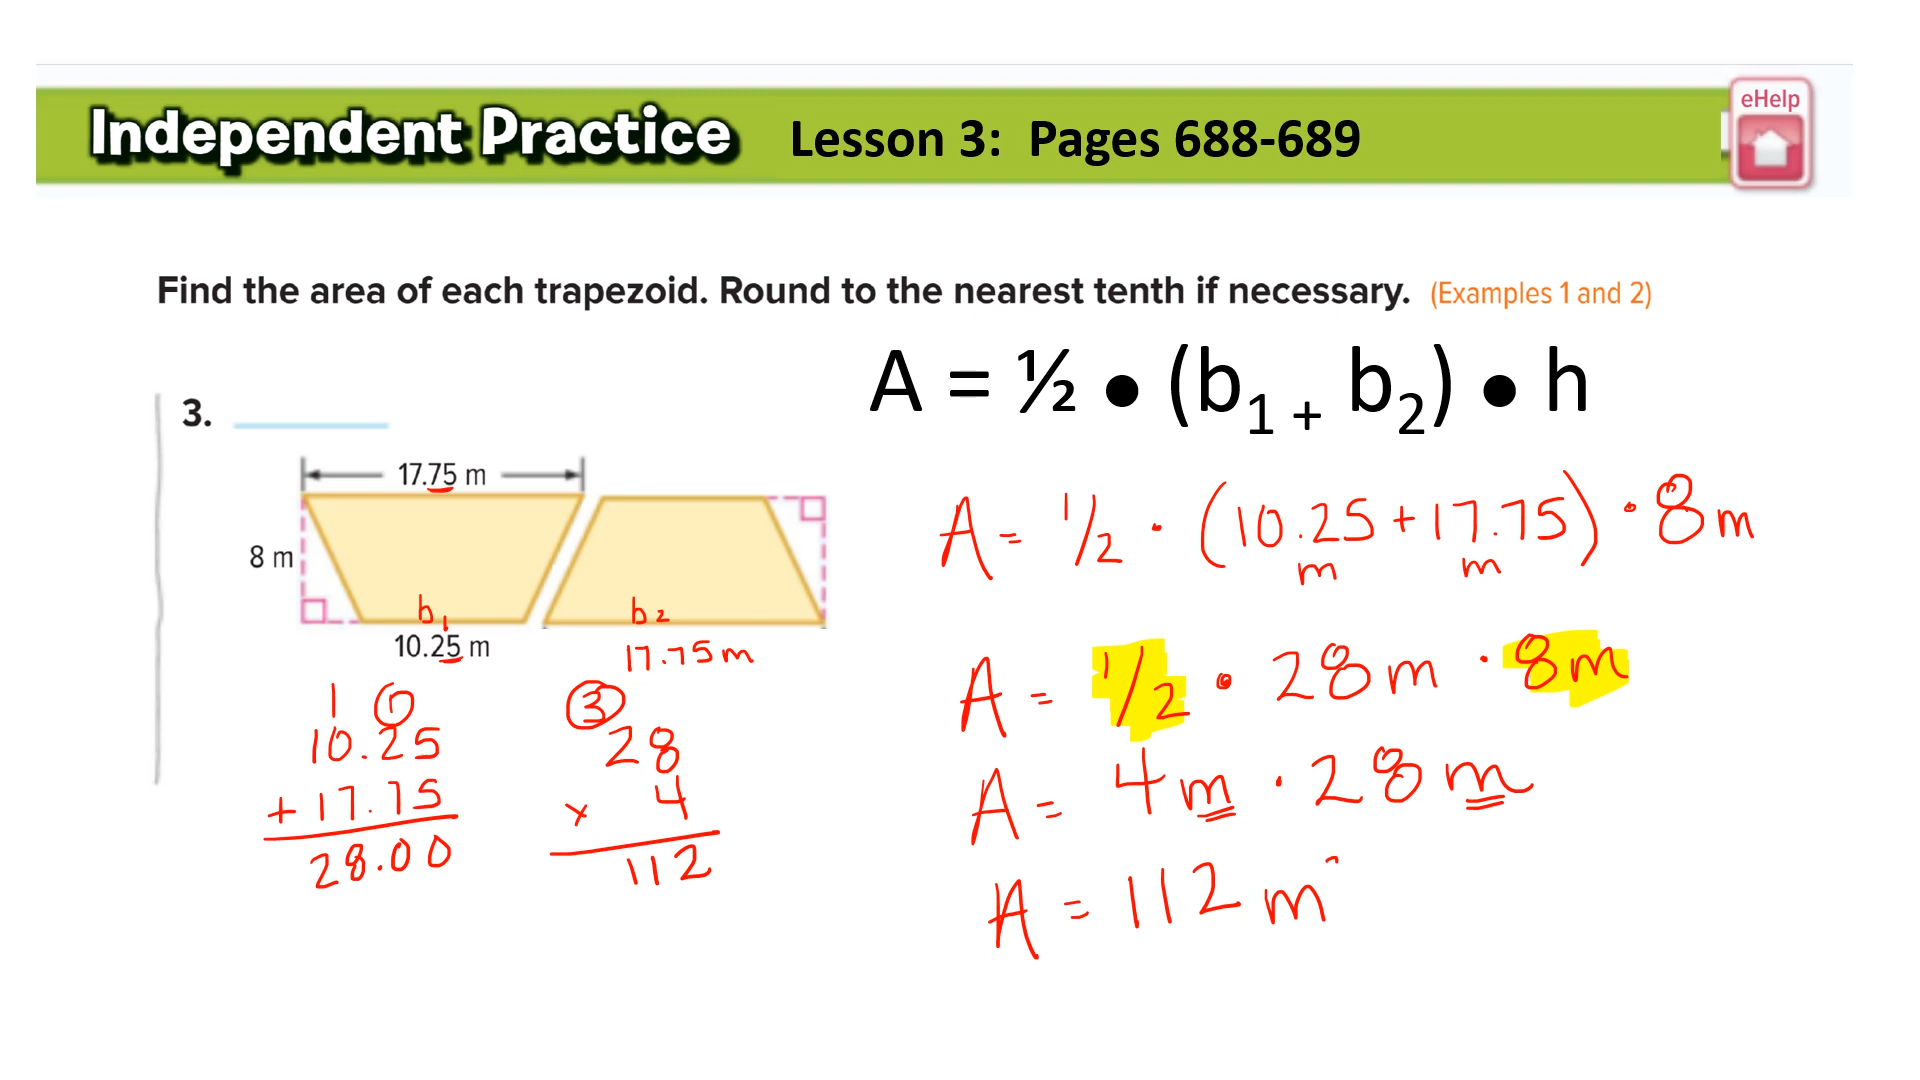 Independent Practice Lesson 3: Pages 688-689
eHelp
Find the area of each trapezoid. Round to the nearest tenth if necessary. (Examples 1 and 2)
A = ½ • (b₁ + b₂) • h
3.
17.75 m
8 m
b₁
b₂
10.25 m
17.75 m
A = 1/2 · (10.25 + 17.75) · 8m
m m
A = 1/2 • 28m · 8m
A = 4m · 28m
A = 112 m
1 1
10.25
+ 17.75
28.00
3
28
x 4
112